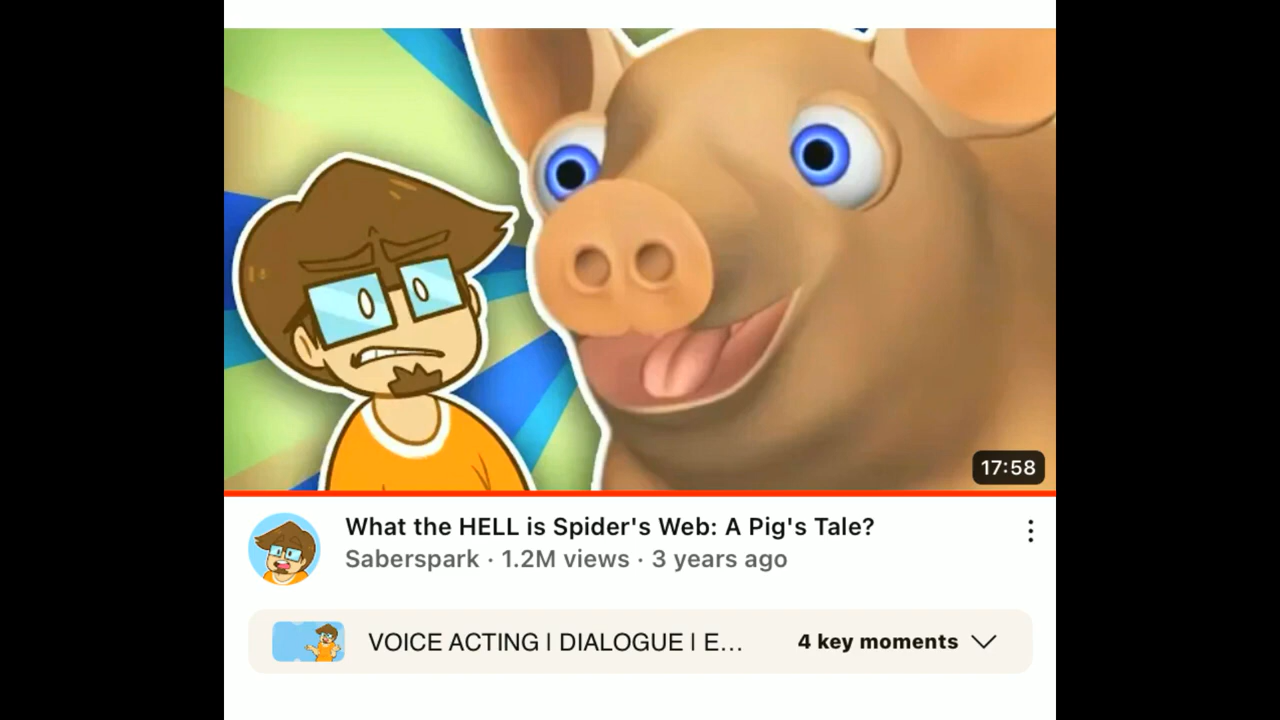 17:58
What the HELL is Spider's Web: A Pig's Tale?
Saberspark · 1.2M views · 3 years ago
VOICE ACTING | DIALOGUE | E... 4 key moments